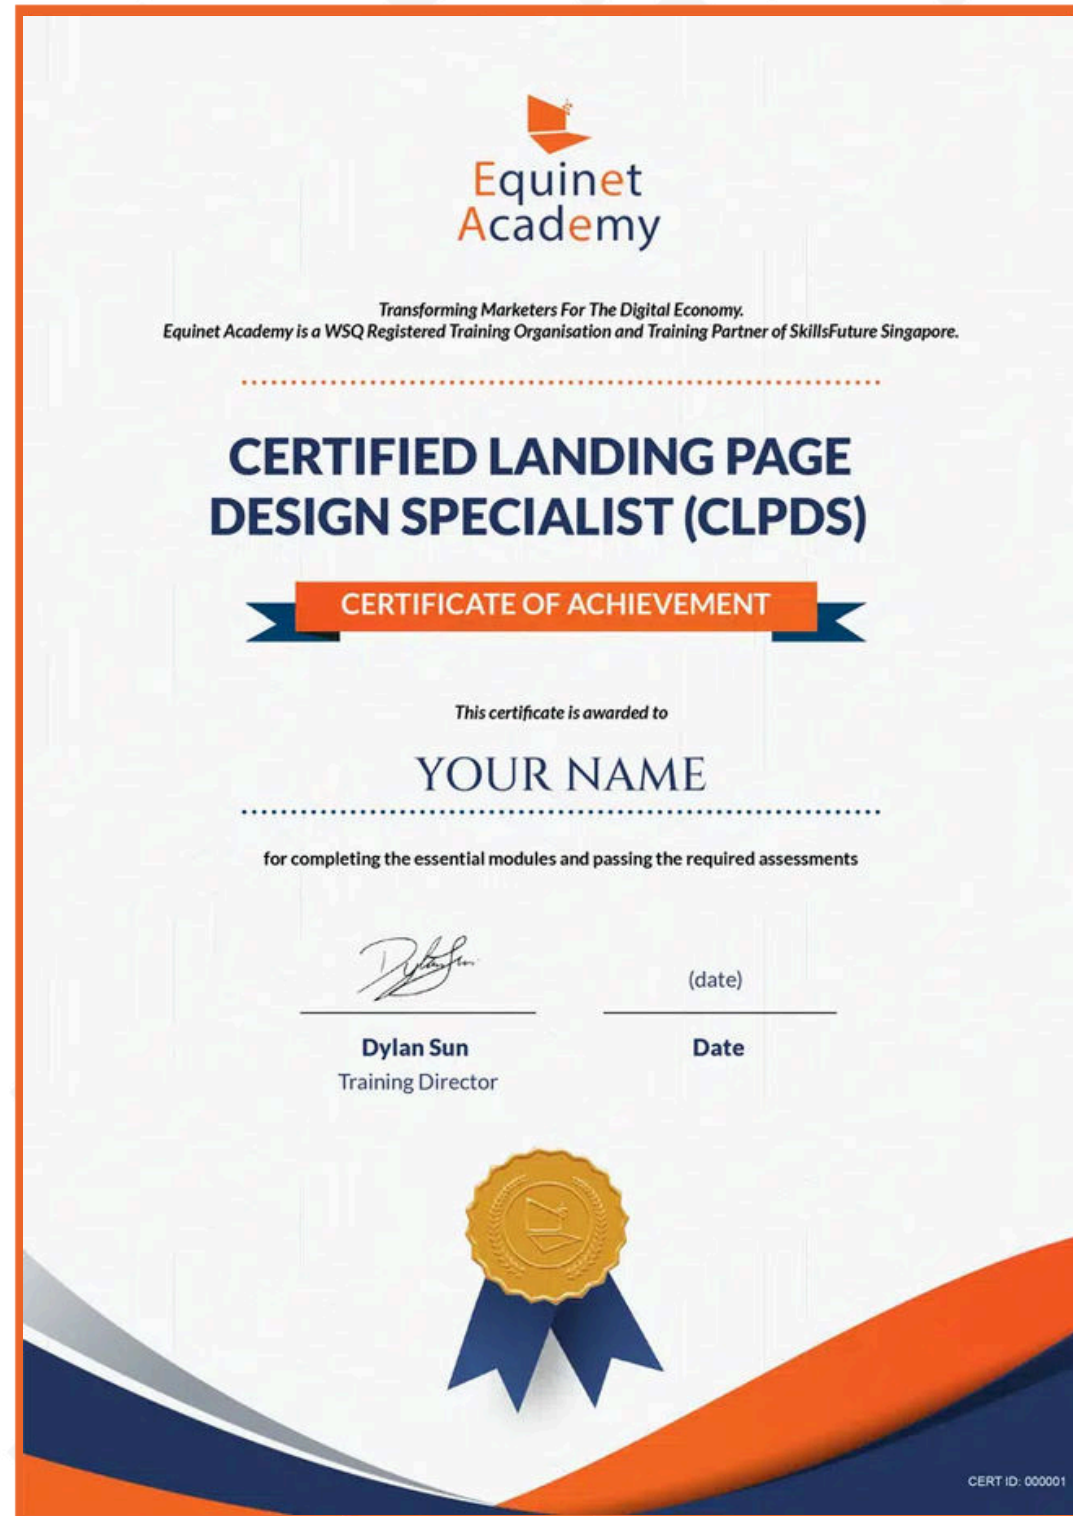 Equinet
Academy
Transforming Marketers For The Digital Economy.
Equinet Academy is a WSQ Registered Training Organisation and Training Partner of SkillsFuture Singapore.
CERTIFIED LANDING PAGE
DESIGN SPECIALIST (CLPDS)
CERTIFICATE OF ACHIEVEMENT
This certificate is awarded to
YOUR NAME
for completing the essential modules and passing the required assessments
(date)
Dylan Sun
Date
Training Director
CERT ID: 000001